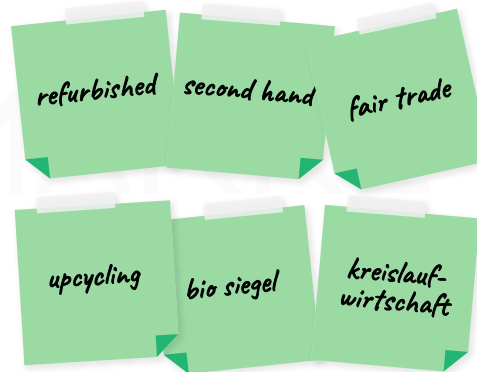 refurbished
second hand
fair trade
upcycling
bio siegel
kreislauf-
wirtschaft